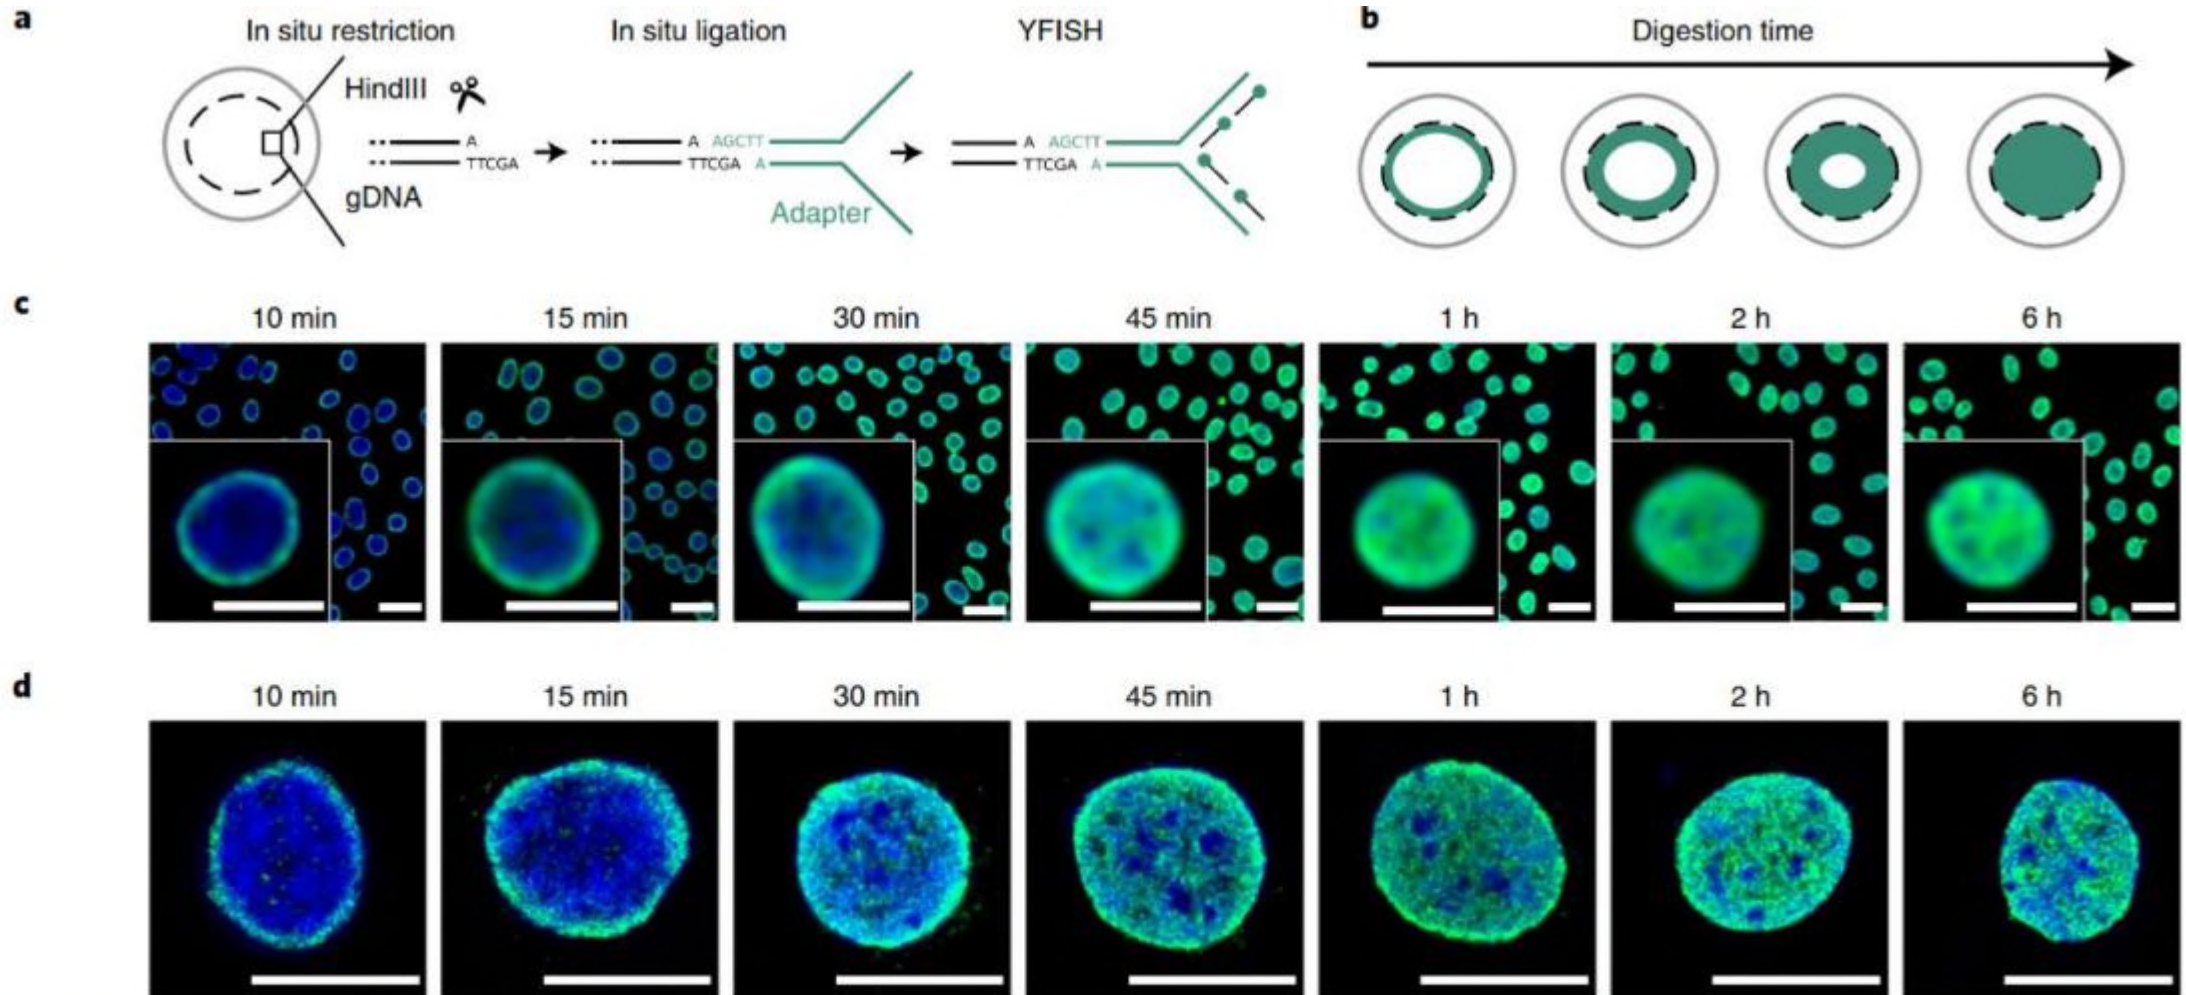 a
In situ restriction
In situ ligation
YFISH
HindIII
A
TTCGA
gDNA
A AGCTT
TTCGA A
Adapter
A AGCTT
TTCGA A
b
Digestion time
c
10 min
15 min
30 min
45 min
1 h
2 h
6 h
d
10 min
15 min
30 min
45 min
1 h
2 h
6 h